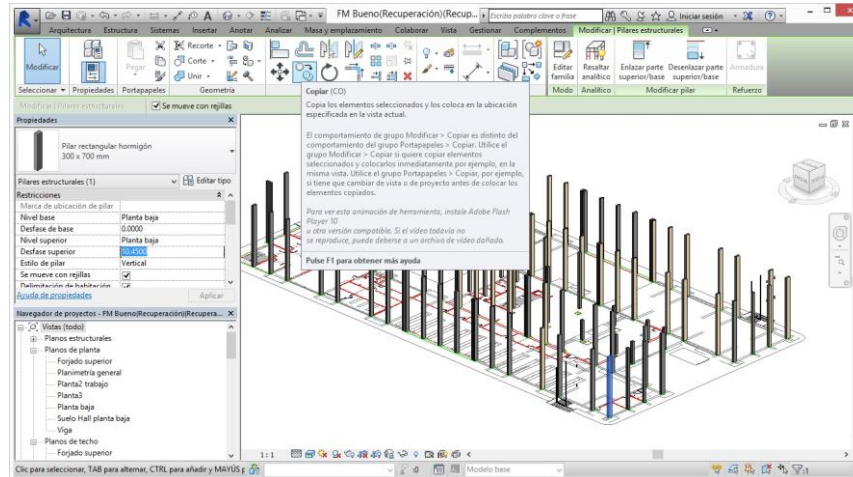 FM Bueno(Recuperación)(Recup...
Escriba palabra clave o frase
Iniciar sesión
Arquitectura Estructura Sistemas Insertar Anotar Analizar Masa y emplazamiento Colaborar Vista Gestionar Complementos Modificar | Pilares estructurales
Modificar
Pegar
Recorte
Cortar
Unir
Editar familia
Resaltar analítico
Enlazar parte superior/base
Desenlazar parte superior/base
Armadura
Seleccionar Propiedades Portapapeles Geometría Modo Analítico Modificar pilar Refuerzo
Modificar | Pilares estructurales
Se mueve con rejillas
Copiar (CO)
Copia los elementos seleccionados y los coloca en la ubicación
especificada en la vista actual.
El comportamiento de grupo Modificar > Copiar es distinto del
comportamiento del grupo Portapapeles > Copiar. Utilice el
grupo Modificar > Copiar si quiere copiar elementos
seleccionados y colocarlos inmediatamente por ejemplo, en la
misma vista. Utilice el grupo Portapapeles > Copiar, por ejemplo,
si tiene que cambiar de vista o de proyecto antes de colocar los
elementos copiados.
Para ver esta animación de herramienta, instale Adobe Flash
Player 10
u otra versión compatible. Si el vídeo todavía no
se reproduce, puede deberse a un archivo de vídeo dañado.
Pulse F1 para obtener más ayuda
Propiedades
Pilar rectangular hormigón
300 x 700 mm
Pilares estructurales (1)
Editar tipo
Restricciones
Marca de ubicación de pilar
Nivel base Planta baja
Desfase de base 0.0000
Nivel superior Planta baja
Desfase superior 10.4500
Estilo de pilar Vertical
Se mueve con rejillas
Delimitación de habitación
Ayuda de propiedades
Aplicar
Navegador de proyectos - FM Bueno(Recuperación)(Recupera...
Vistas (todo)
Planos estructurales
Planos de planta
Forjado superior
Planimetría general
Planta2 trabajo
Planta3
Planta baja
Suelo Hall planta baja
Viga
Planos de techo
Forjado superior
1:1
Clic para seleccionar, TAB para alternar, CTRL para añadir y MAYÚS p
:0
Modelo base
:1